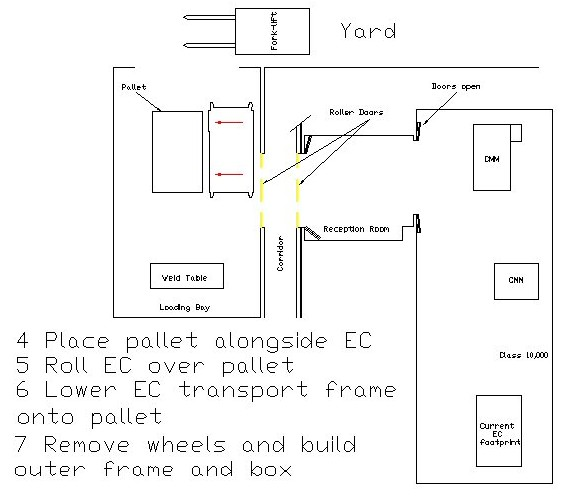 Fork-lift
Yard
Pallet
Doors open
Roller Doors
CMM
Reception Room
Corridor
Weld Table
CMM
Loading Bay
Class 10,000
4 Place pallet alongside EC
5 Roll EC over pallet
6 Lower EC transport frame
onto pallet
7 Remove wheels and build
outer frame and box
Current
EC
footprint